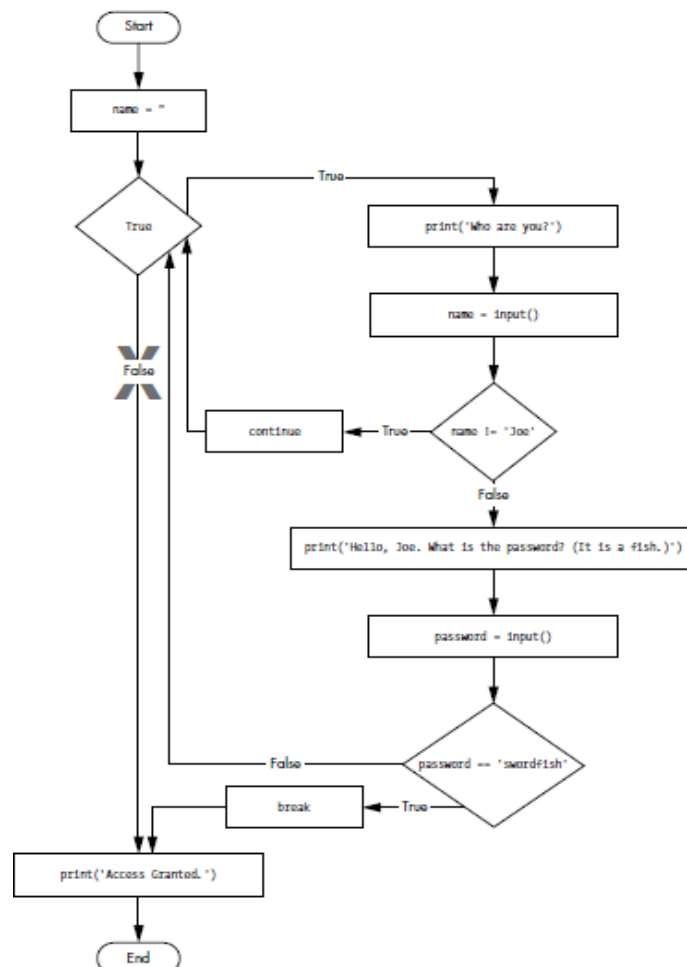 Start
name = ''
True
True
print('Who are you?')
name = input()
False
continue
True
name != 'Joe'
False
print('Hello, Joe. What is the password? (It is a fish.)')
password = input()
False
password == 'swordfish'
break
True
print('Access Granted.')
End